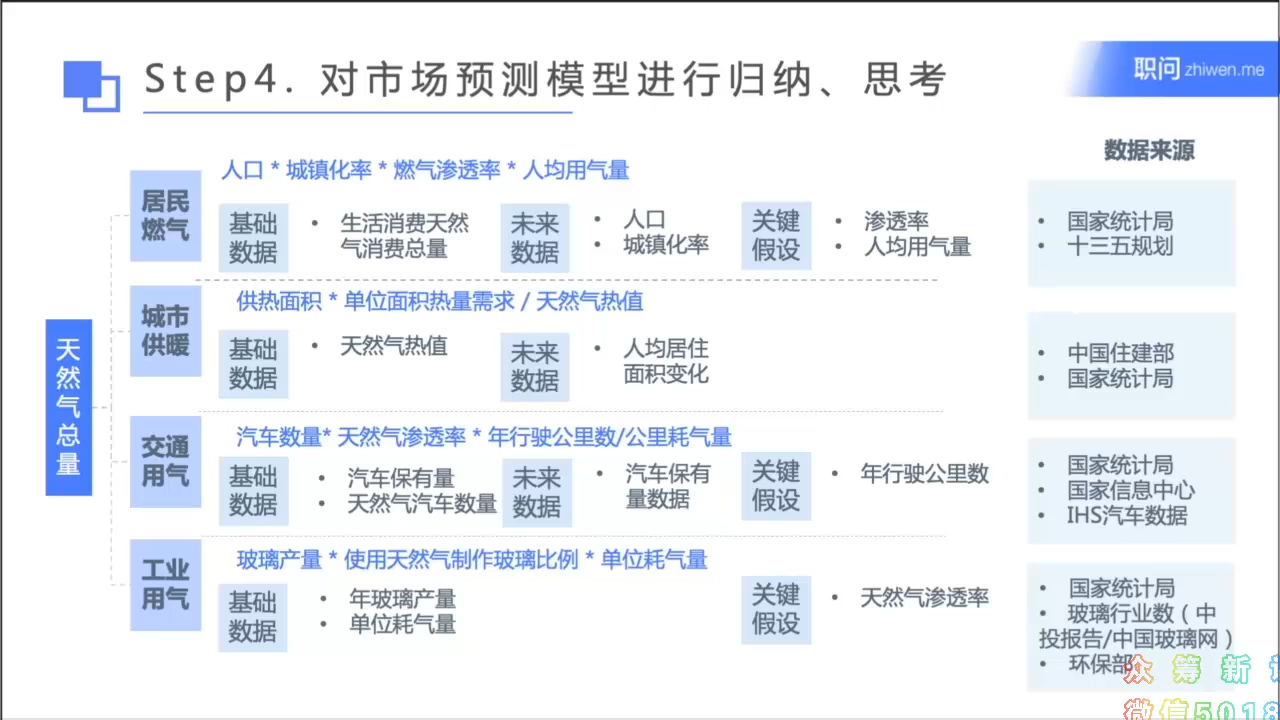 Step4. 对市场预测模型进行归纳、思考
职问 zhiwen.me
数据来源
天然气总量
居民
燃气
人口 * 城镇化率 * 燃气渗透率 * 人均用气量
基础
数据
• 生活消费天然
气消费总量
未来
数据
• 人口
• 城镇化率
关键
假设
• 渗透率
• 人均用气量
• 国家统计局
• 十三五规划
城市
供暖
供热面积 * 单位面积热量需求 / 天然气热值
基础
数据
• 天然气热值
未来
数据
• 人均居住
面积变化
• 中国住建部
• 国家统计局
交通
用气
汽车数量* 天然气渗透率 * 年行驶公里数/公里耗气量
基础
数据
• 汽车保有量
• 天然气汽车数量
未来
数据
• 汽车保有
量数据
关键
假设
• 年行驶公里数
• 国家统计局
• 国家信息中心
• IHS汽车数据
工业
用气
玻璃产量 * 使用天然气制作玻璃比例 * 单位耗气量
基础
数据
• 年玻璃产量
• 单位耗气量
关键
假设
• 天然气渗透率
• 国家统计局
• 玻璃行业数（中
投报告/中国玻璃网）
• 环保部
众筹新
微信5018